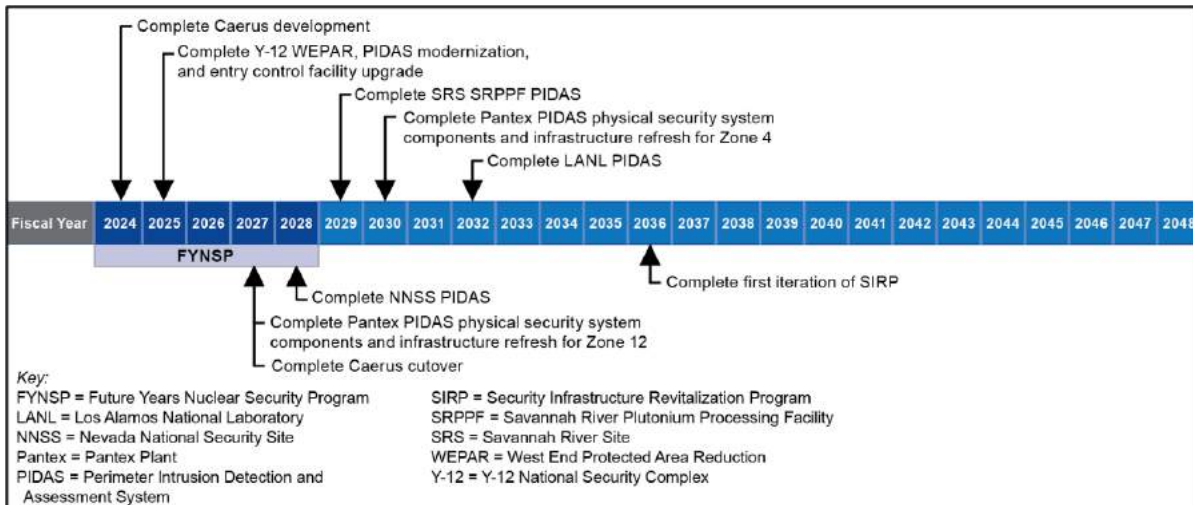 Complete Caerus development
Complete Y-12 WEPAR, PIDAS modernization,
and entry control facility upgrade
Complete SRS SRPPF PIDAS
Complete Pantex PIDAS physical security system
components and infrastructure refresh for Zone 4
Complete LANL PIDAS
Fiscal Year 2024 2025 2026 2027 2028 2029 2030 2031 2032 2033 2034 2035 2036 2037 2038 2039 2040 2041 2042 2043 2044 2045 2046 2047 2048
FYNSP
Complete first iteration of SIRP
Complete NNSS PIDAS
Complete Pantex PIDAS physical security system
components and infrastructure refresh for Zone 12
Complete Caerus cutover
Key:
FYNSP = Future Years Nuclear Security Program
LANL = Los Alamos National Laboratory
NNSS = Nevada National Security Site
Pantex = Pantex Plant
PIDAS = Perimeter Intrusion Detection and
Assessment System
SIRP = Security Infrastructure Revitalization Program
SRPPF = Savannah River Plutonium Processing Facility
SRS = Savannah River Site
WEPAR = West End Protected Area Reduction
Y-12 = Y-12 National Security Complex